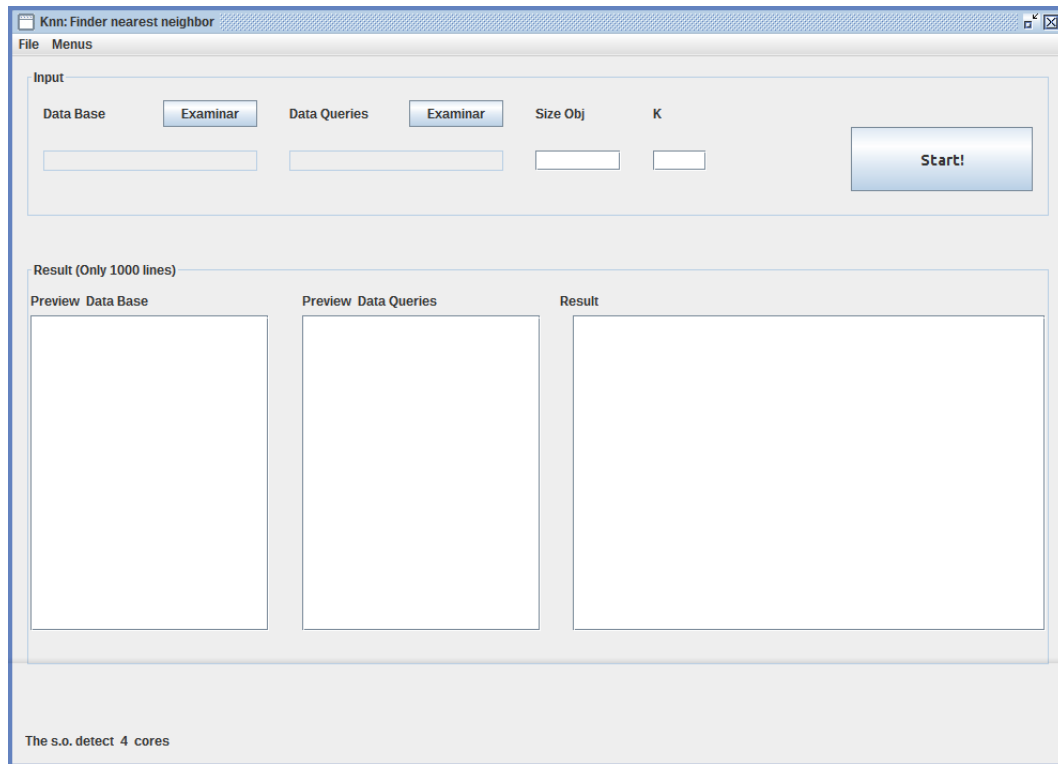 Knn: Finder nearest neighbor
File Menus
Input
Data Base Examinar Data Queries Examinar Size Obj K
Start!
Result (Only 1000 lines)
Preview Data Base Preview Data Queries Result
The s.o. detect 4 cores